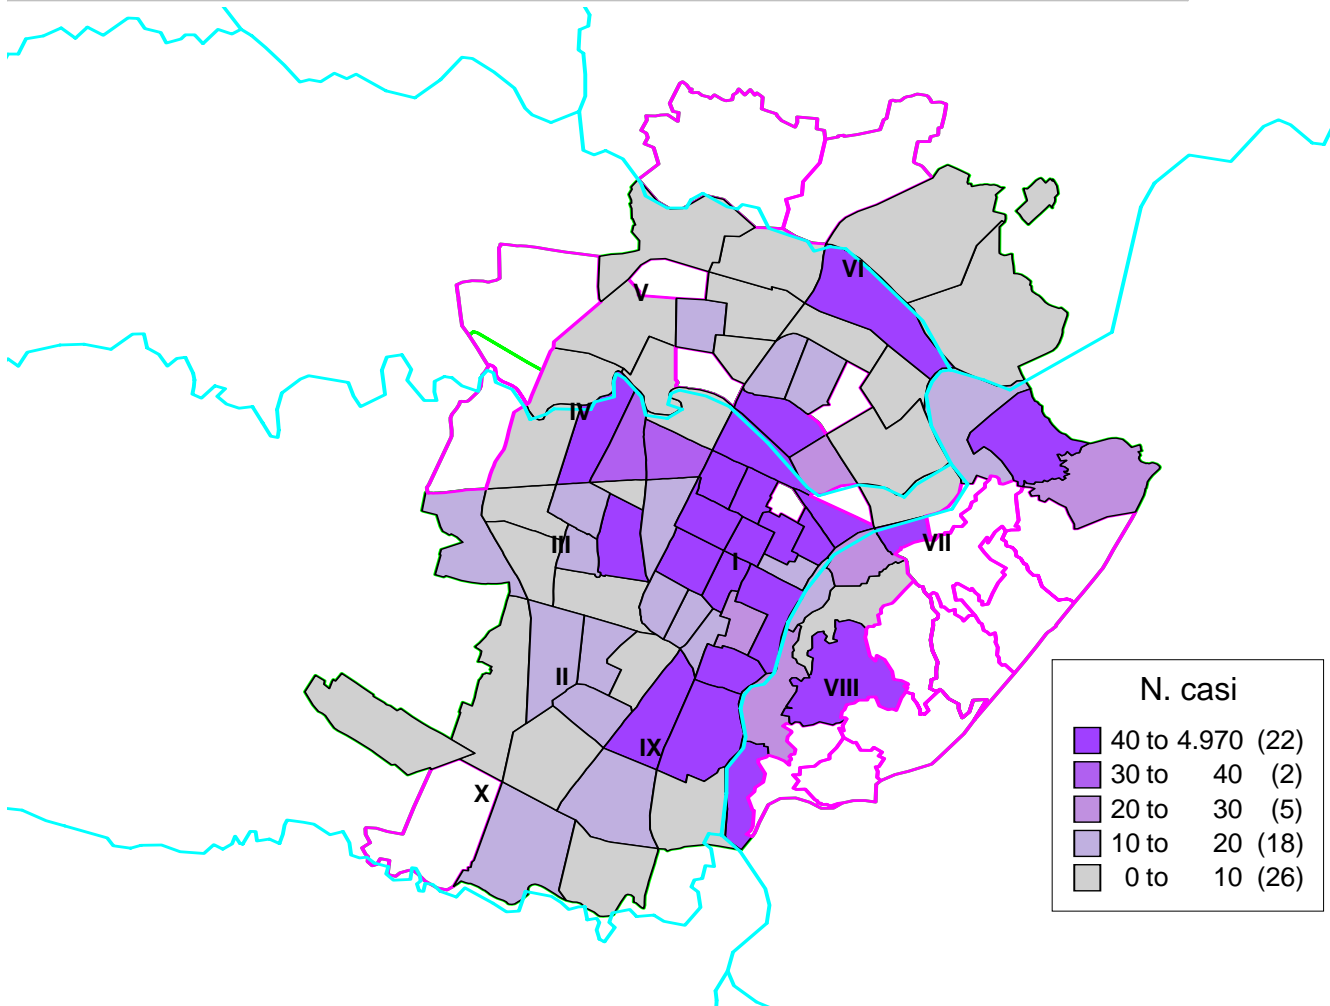 VI
V
IV
III
VII
I
II
VIII
IX
X
N. casi
40 to 4.970 (22)
30 to 40 (2)
20 to 30 (5)
10 to 20 (18)
0 to 10 (26)